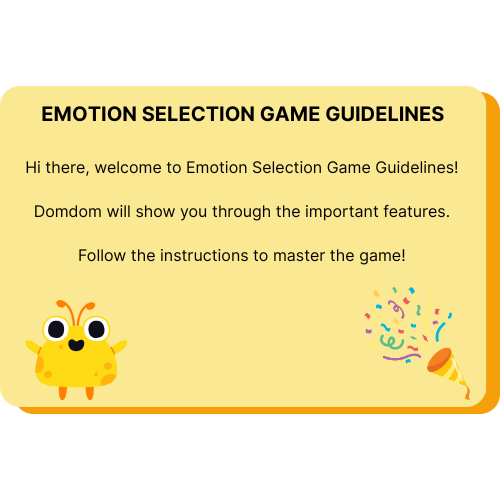 EMOTION SELECTION GAME GUIDELINES
Hi there, welcome to Emotion Selection Game Guidelines!
Domdom will show you through the important features.
Follow the instructions to master the game!